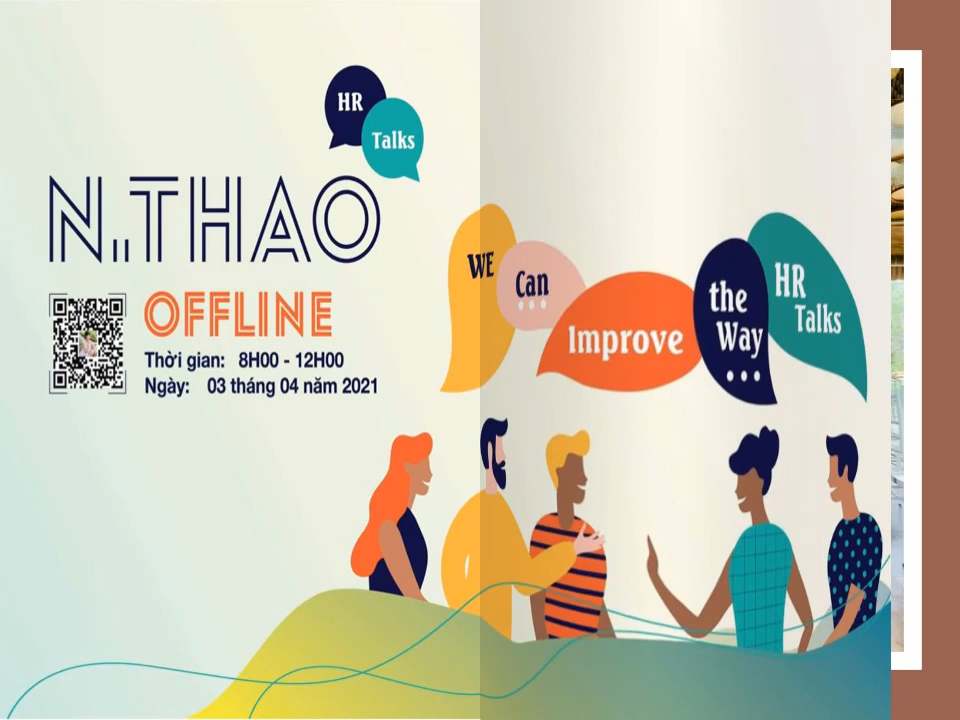 HR
Talks
N.THAO
OFFLINE
Thời gian: 8H00 - 12H00
Ngày: 03 tháng 04 năm 2021
WE
Can
Improve
the
Way
HR
Talks